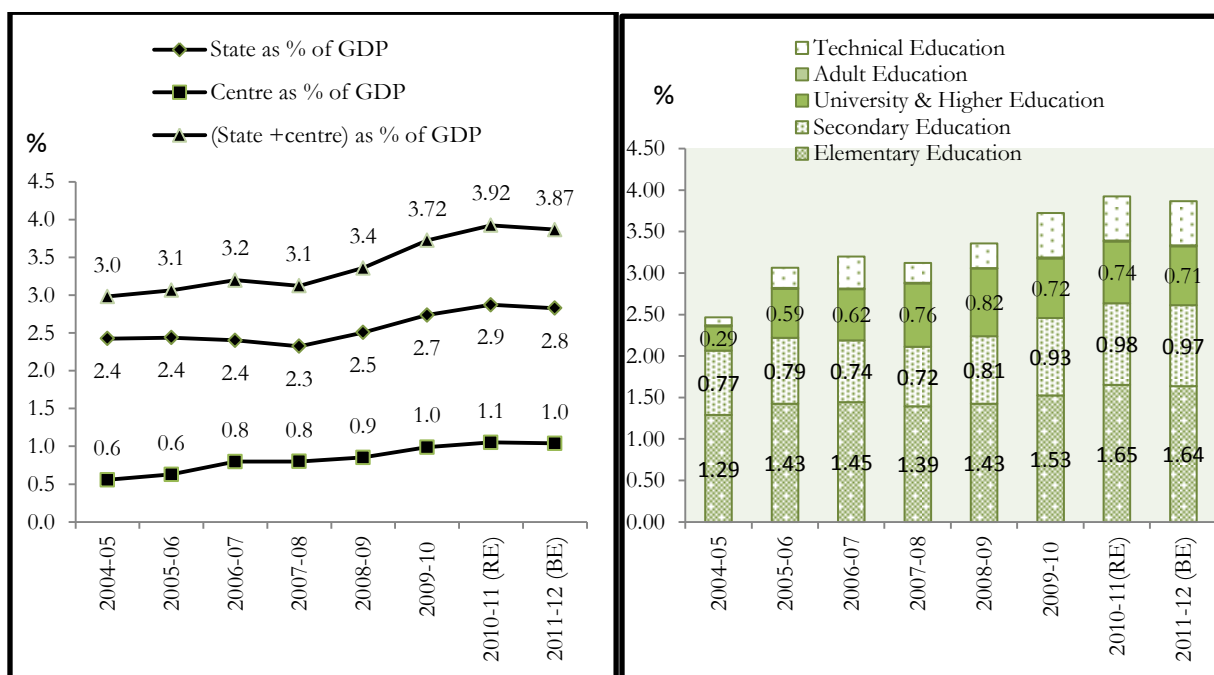 State as % of GDP
Centre as % of GDP
(State +centre) as % of GDP
%
4.5
4.0
3.5
3.0
2.5
2.0
1.5
1.0
0.5
0.0
3.0 3.1 3.2 3.1 3.4 3.72 3.92 3.87
2.4 2.4 2.4 2.3 2.5 2.7 2.9 2.8
0.6 0.6 0.8 0.8 0.9 1.0 1.1 1.0
2004-05
2005-06
2006-07
2007-08
2008-09
2009-10
2010-11 (RE)
2011-12 (BE)
Technical Education
Adult Education
University & Higher Education
Secondary Education
Elementary Education
%
4.50
4.00
3.50
3.00
2.50
2.00
1.50
1.00
0.50
0.00
0.29 0.59 0.62 0.76 0.82 0.72 0.74 0.71
0.77 0.79 0.74 0.72 0.81 0.93 0.98 0.97
1.29 1.43 1.45 1.39 1.43 1.53 1.65 1.64
2004-05
2005-06
2006-07
2007-08
2008-09
2009-10
2010-11(RE)
2011-12 (BE)